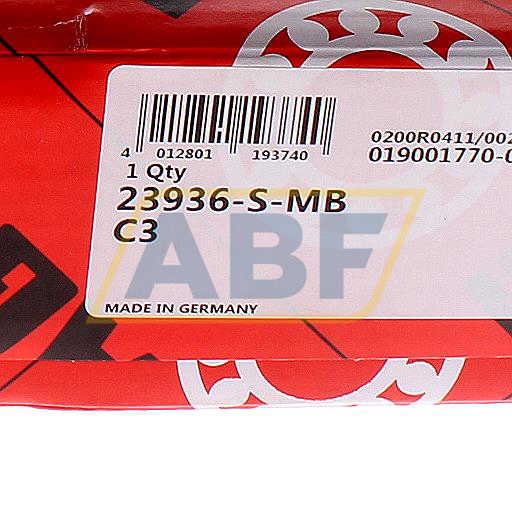 4 012801 193740
0200R0411/002
019001770-0
1 Qty
23936-S-MB
C3
ABF
MADE IN GERMANY